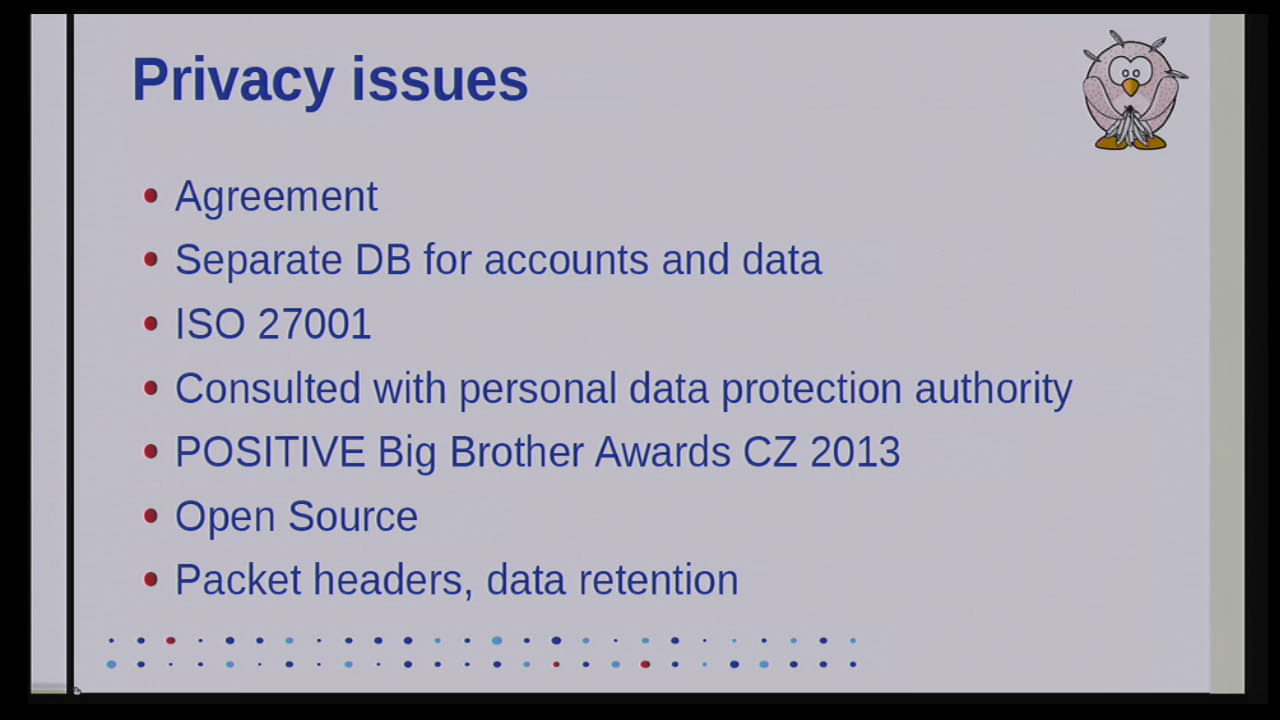 Privacy issues
Agreement
Separate DB for accounts and data
ISO 27001
Consulted with personal data protection authority
POSITIVE Big Brother Awards CZ 2013
Open Source
Packet headers, data retention